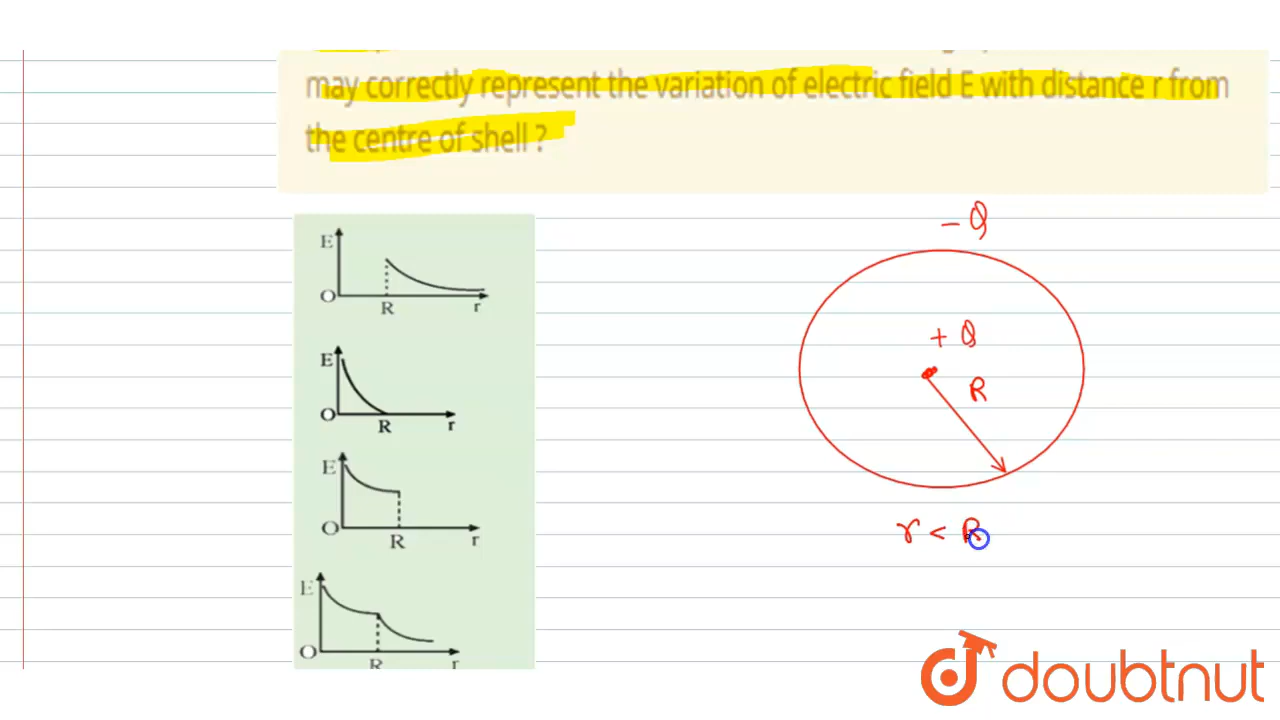 may correctly represent the variation of electric field E with distance r from
the centre of shell ?
E
O
R
r
E
O
R
r
E
O
R
r
E
O
R
r
- Q
+ Q
R
r < R
doubtnut